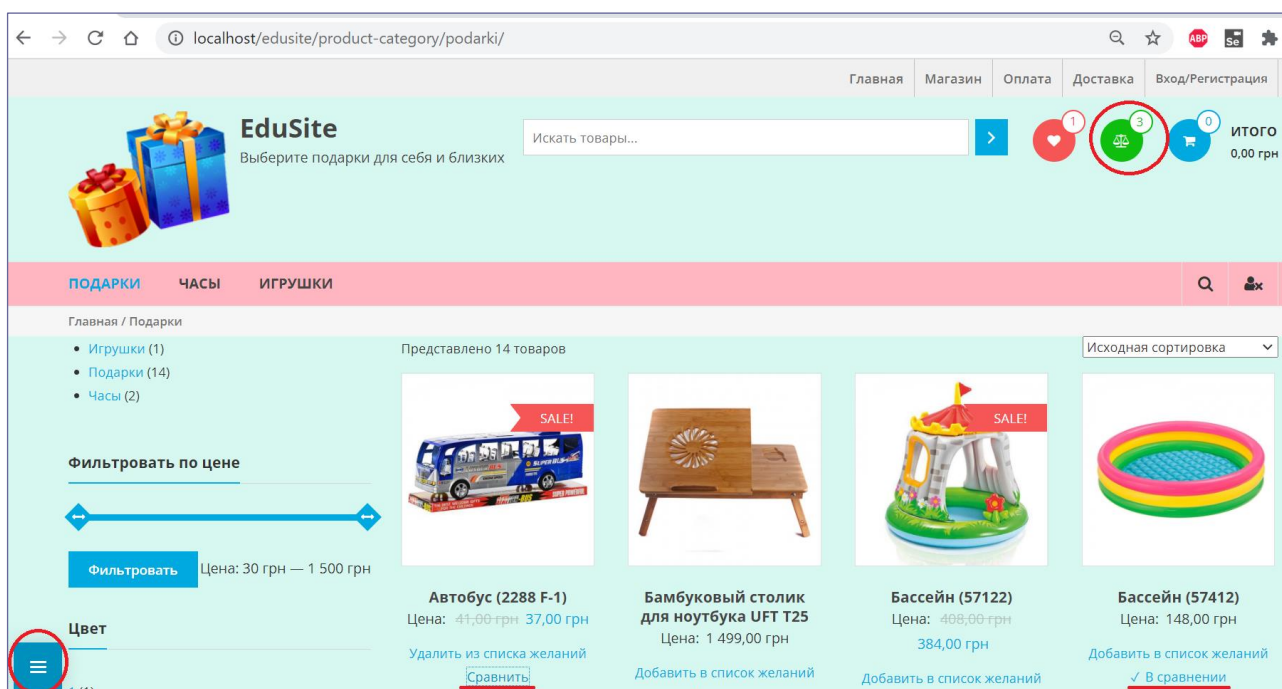 localhost/edusite/product-category/podarki/
ABP
Se
Главная Магазин Оплата Доставка Вход/Регистрация
EduSite
Выберите подарки для себя и близких
Искать товары...
1
3
0
ИТОГО
0,00 грн
ПОДАРКИ ЧАСЫ ИГРУШКИ
Главная / Подарки
Игрушки (1)
Подарки (14)
Часы (2)
Представлено 14 товаров
Исходная сортировка
Фильтровать по цене
Фильтровать Цена: 30 грн — 1 500 грн
Цвет
SALE!
SUPER BUS
Автобус (2288 F-1)
Цена: 41,00 грн 37,00 грн
Удалить из списка желаний
Сравнить
Бамбуковый столик
для ноутбука UFT T25
Цена: 1 499,00 грн
Добавить в список желаний
SALE!
Бассейн (57122)
Цена: 408,00 грн
384,00 грн
Добавить в список желаний
Бассейн (57412)
Цена: 148,00 грн
Добавить в список желаний
✓ В сравнении